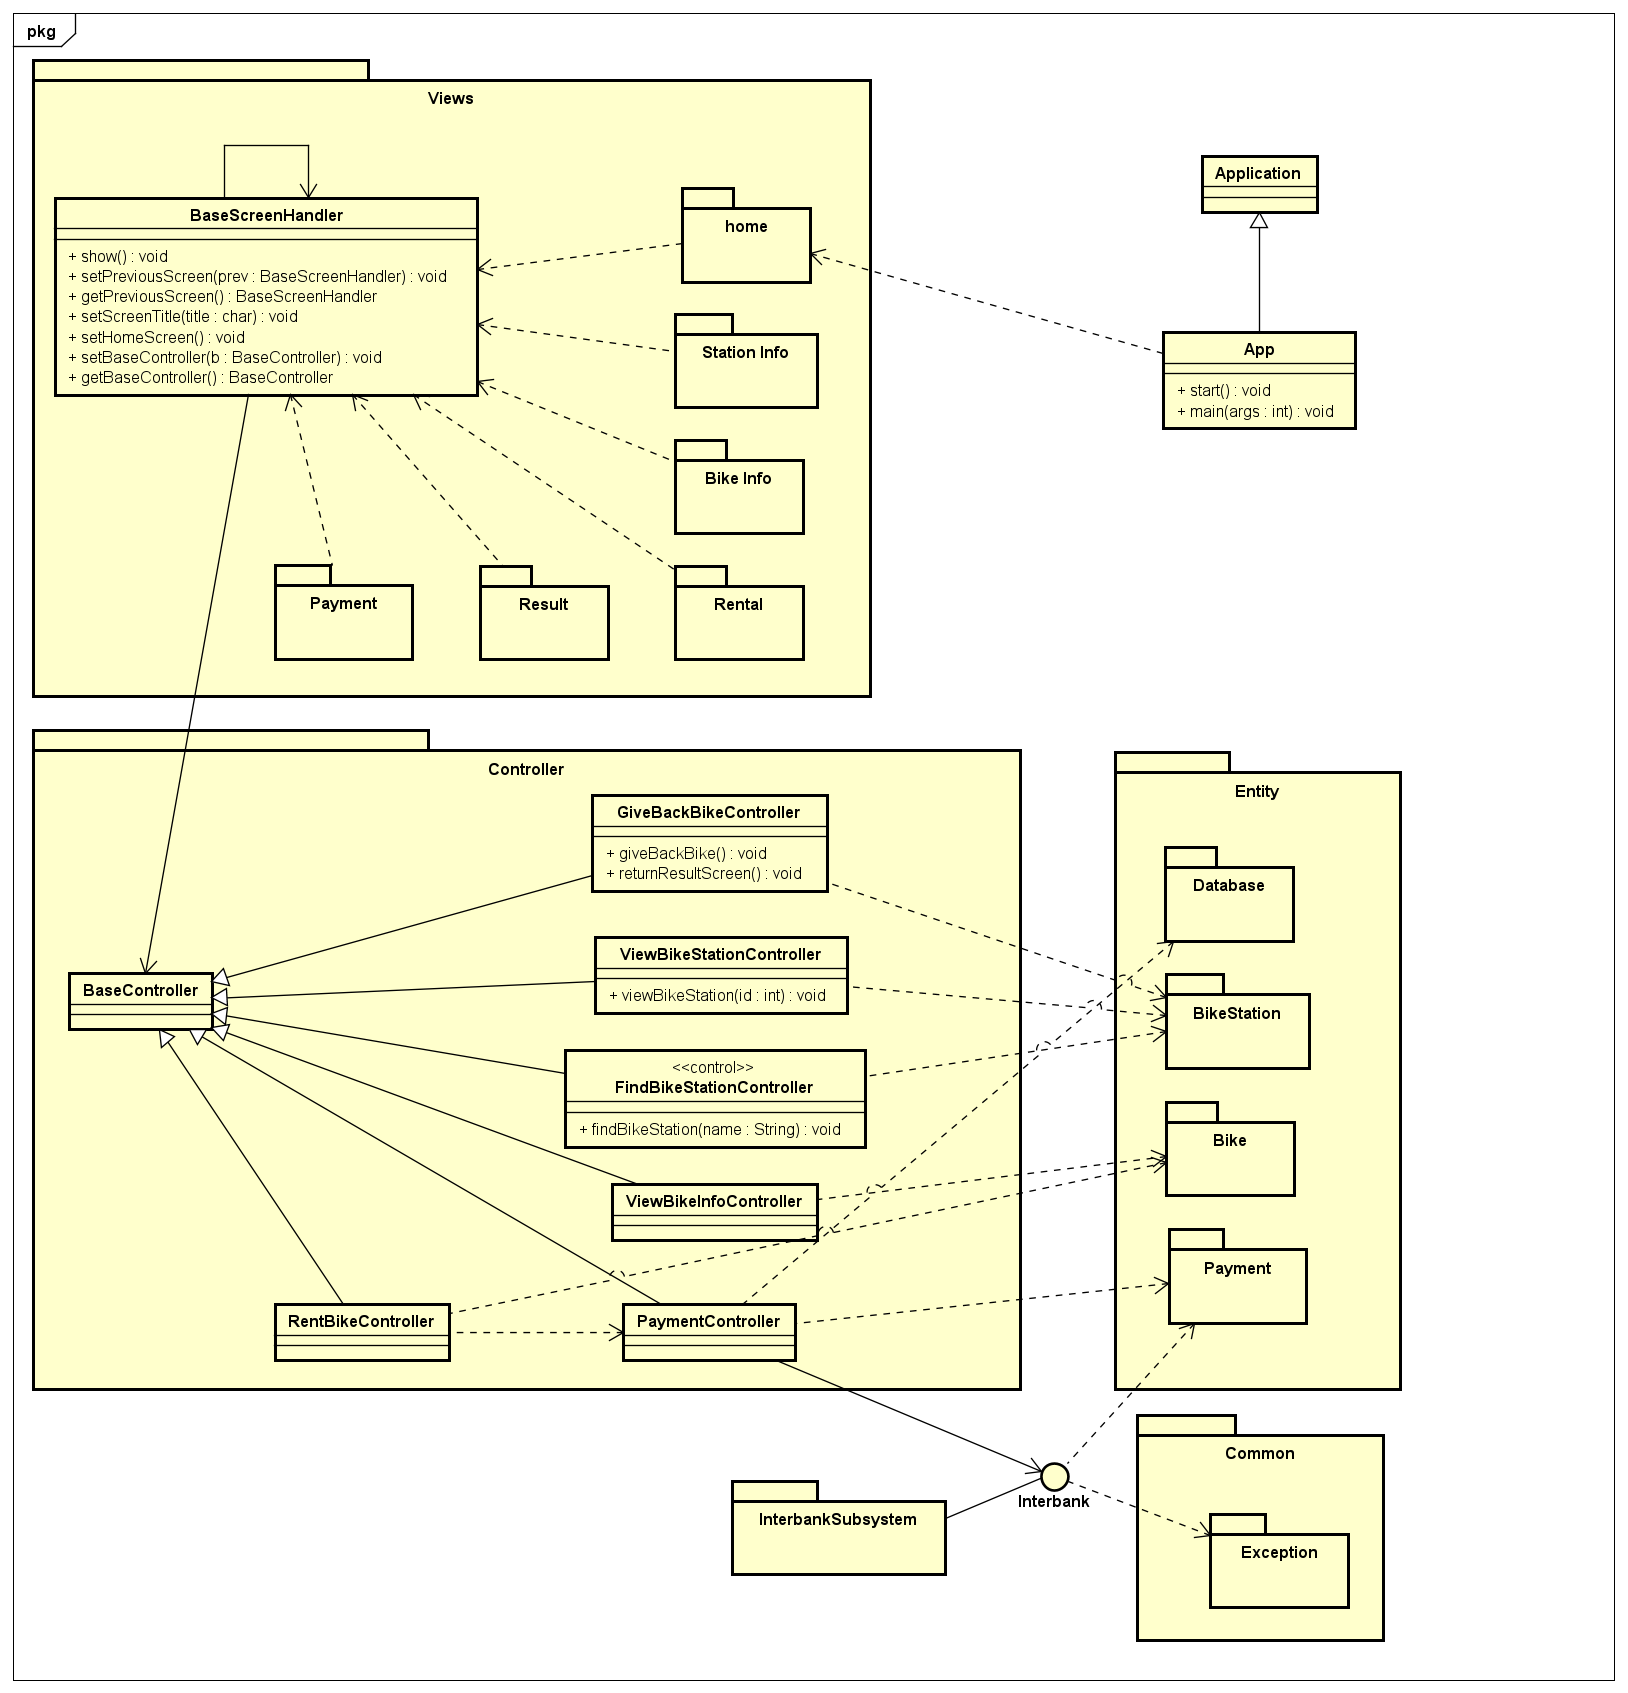 pkg
Views
BaseScreenHandler
+ show() : void
+ setPreviousScreen(prev : BaseScreenHandler) : void
+ getPreviousScreen() : BaseScreenHandler
+ setScreenTitle(title : char) : void
+ setHomeScreen() : void
+ setBaseController(b : BaseController) : void
+ getBaseController() : BaseController
home
Station Info
Bike Info
Payment
Result
Rental
Application
App
+ start() : void
+ main(args : int) : void
Controller
GiveBackBikeController
+ giveBackBike() : void
+ returnResultScreen() : void
ViewBikeStationController
+ viewBikeStation(id : int) : void
BaseController
<<control>>
FindBikeStationController
+ findBikeStation(name : String) : void
ViewBikeInfoController
RentBikeController
PaymentController
Entity
Database
BikeStation
Bike
Payment
Interbank
InterbankSubsystem
Common
Exception